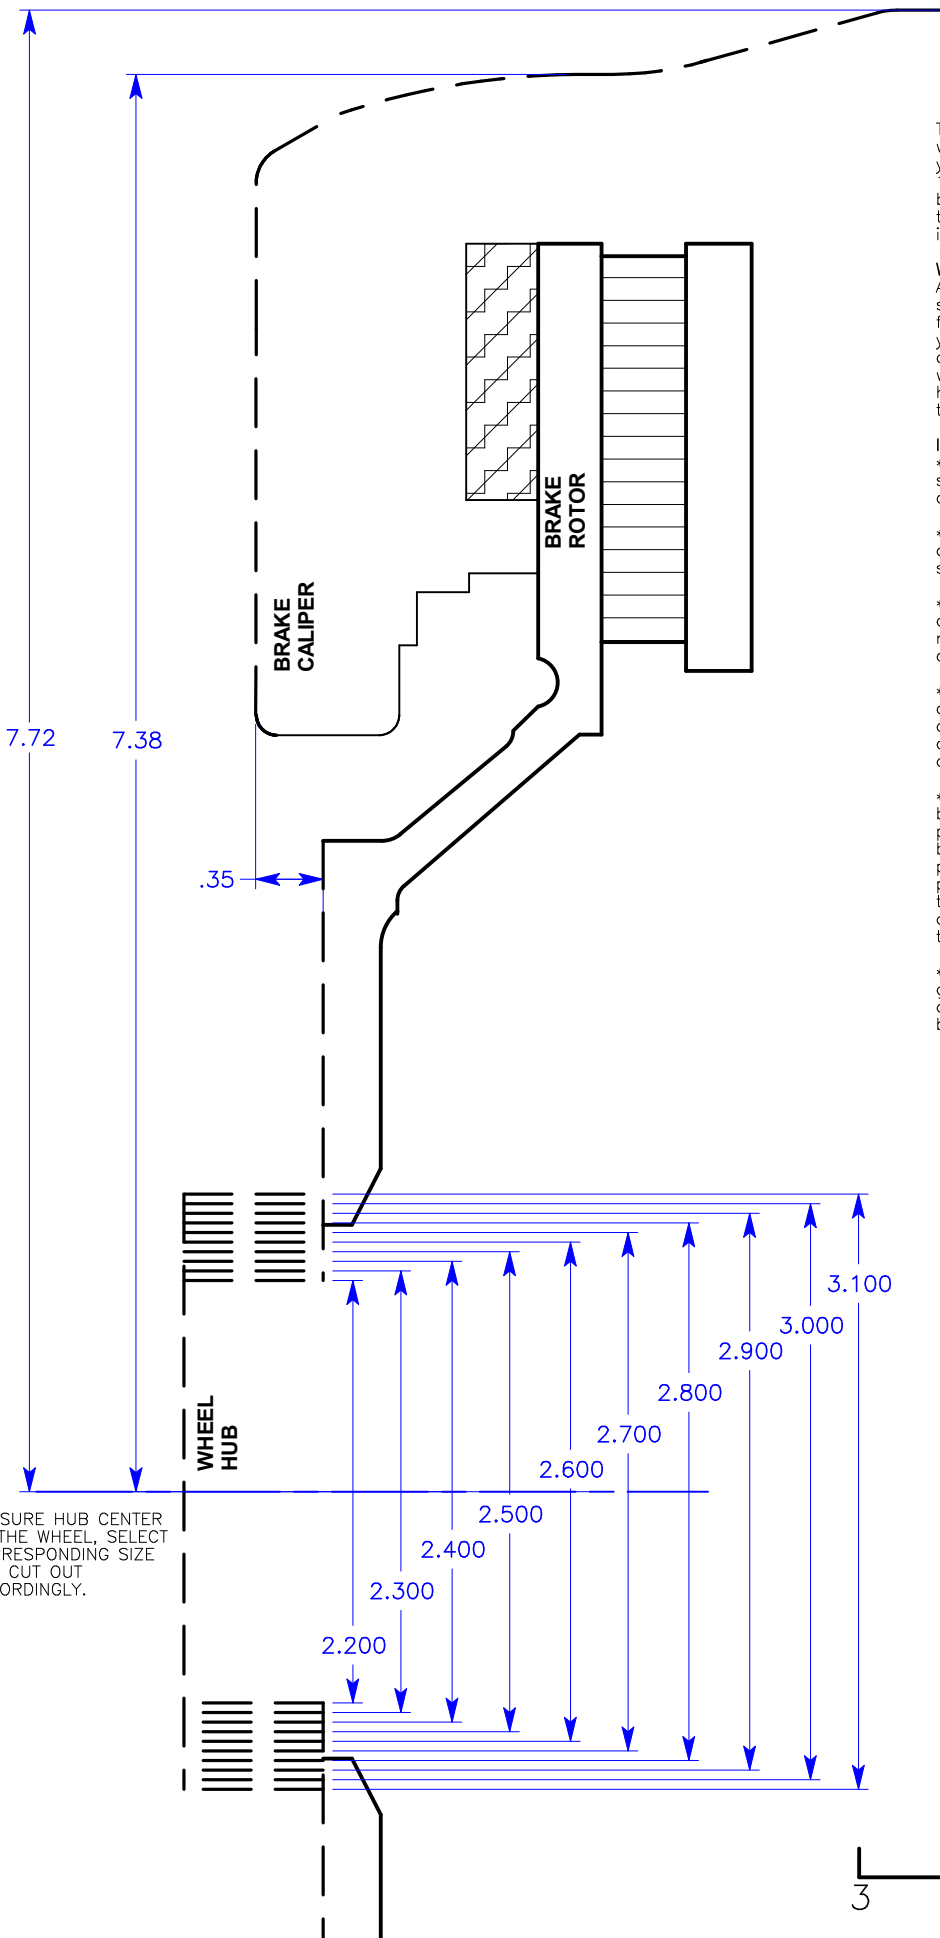 BRAKE
ROTOR
BRAKE
CALIPER
7.72
7.38
.35
3.100
3.000
2.900
2.800
2.700
2.600
2.500
2.400
2.300
2.200
WHEEL
HUB
SURE HUB CENTER
THE WHEEL, SELECT
RESPONDING SIZE
CUT OUT
ORDINGLY.
3